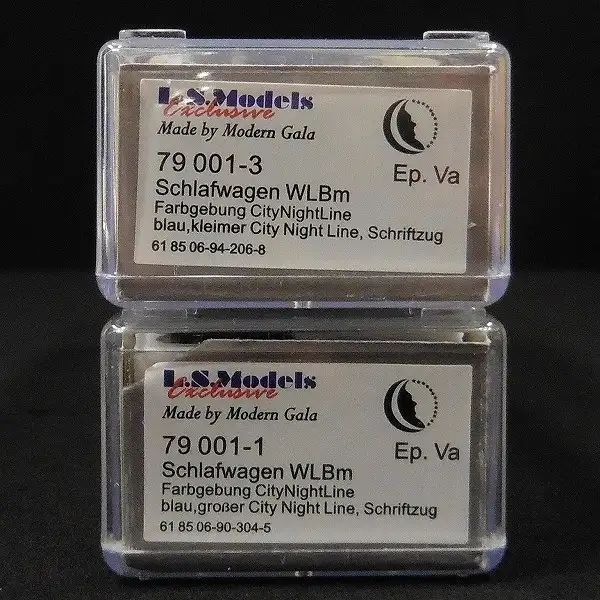 L.S.Models
Exclusive
Made by Modern Gala
79 001-3
Ep. Va
Schlafwagen WLBm
Farbgebung CityNightLine
blau,kleimer City Night Line, Schriftzug
61 85 06-94-206-8
L.S.Models
Exclusive
Made by Modern Gala
79 001-1
Ep. Va
Schlafwagen WLBm
Farbgebung CityNightLine
blau,großer City Night Line, Schriftzug
61 85 06-90-304-5